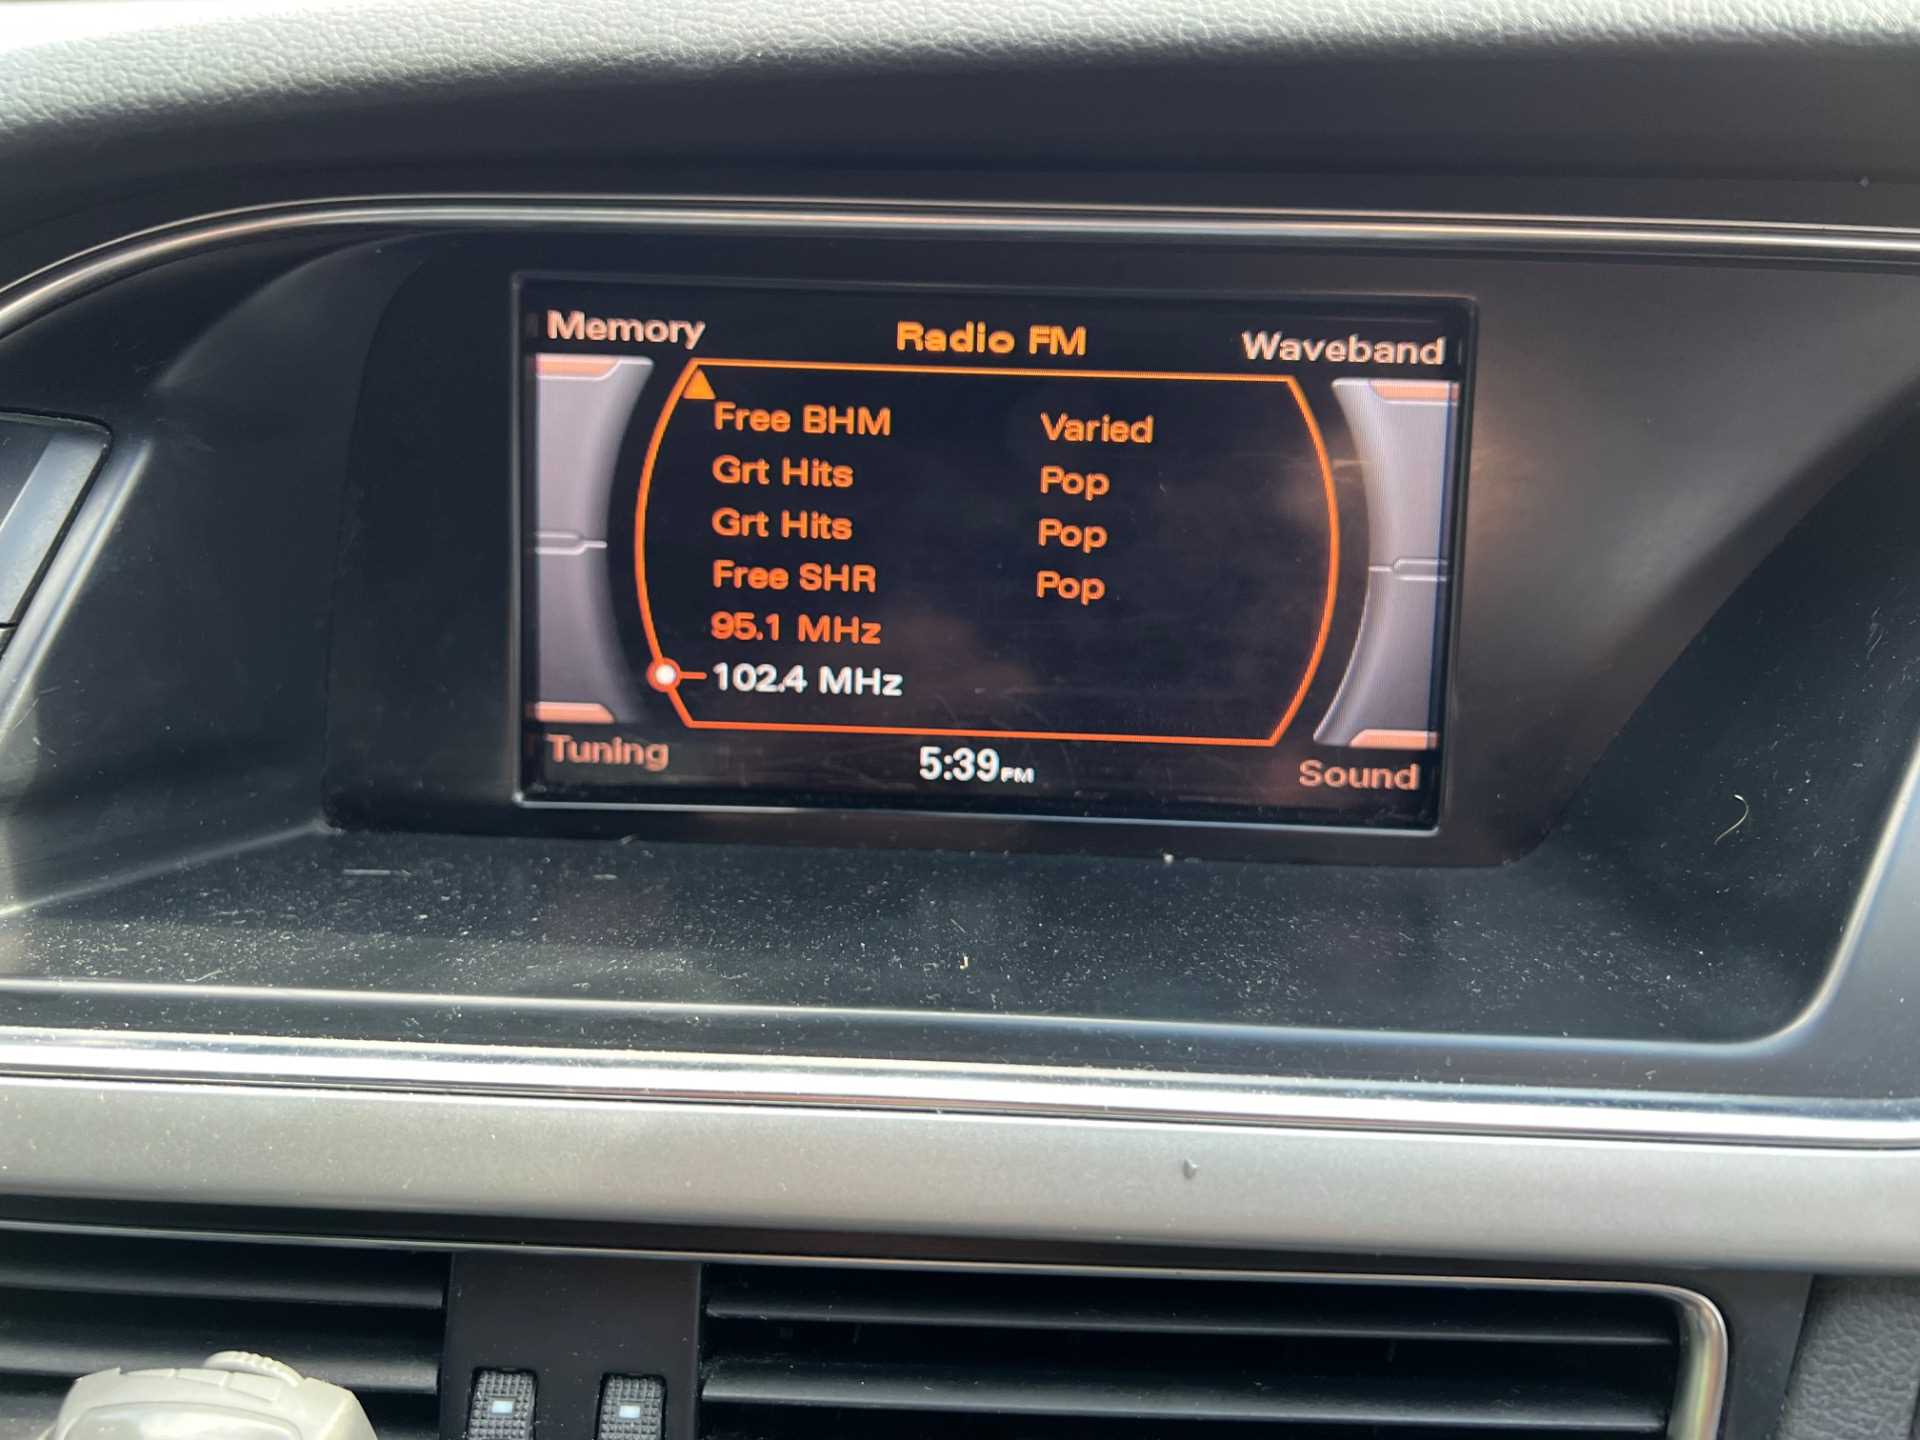 Memory
Radio FM
Waveband
Free BHM Varied
Grt Hits Pop
Grt Hits Pop
Free SHR Pop
95.1 MHz
102.4 MHz
Tuning
5:39PM
Sound